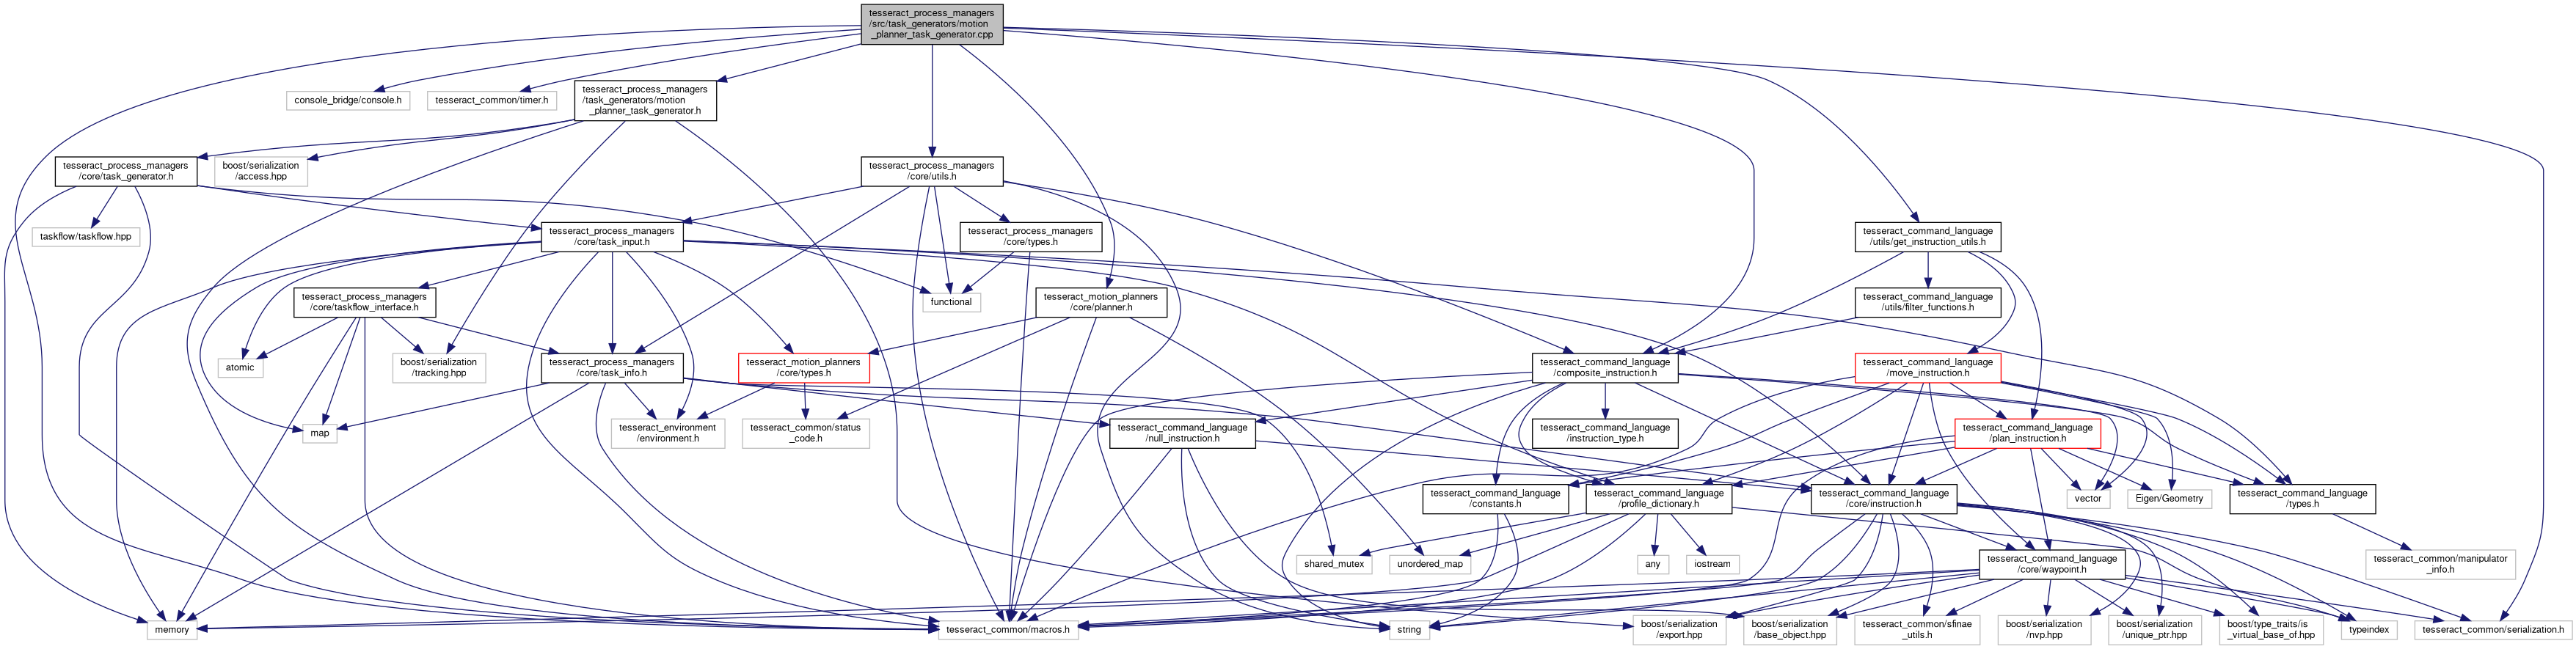 tesseract_process_managers
/src/task_generators/motion
_planner_task_generator.cpp
console_bridge/console.h
tesseract_common/timer.h
tesseract_process_managers
/task_generators/motion
_planner_task_generator.h
tesseract_process_managers
/core/task_generator.h
boost/serialization
/access.hpp
tesseract_process_managers
/core/utils.h
taskflow/taskflow.hpp
tesseract_process_managers
/core/task_input.h
tesseract_process_managers
/core/types.h
tesseract_command_language
/utils/get_instruction_utils.h
tesseract_process_managers
/core/taskflow_interface.h
functional
tesseract_motion_planners
/core/planner.h
tesseract_command_language
/utils/filter_functions.h
atomic
boost/serialization
/tracking.hpp
tesseract_process_managers
/core/task_info.h
tesseract_motion_planners
/core/types.h
tesseract_command_language
/composite_instruction.h
tesseract_command_language
/move_instruction.h
map
tesseract_environment
/environment.h
tesseract_common/status
_code.h
tesseract_command_language
/null_instruction.h
tesseract_command_language
/instruction_type.h
tesseract_command_language
/plan_instruction.h
tesseract_command_language
/constants.h
tesseract_command_language
/profile_dictionary.h
tesseract_command_language
/core/instruction.h
vector
Eigen/Geometry
tesseract_command_language
/types.h
shared_mutex
unordered_map
any
iostream
tesseract_command_language
/core/waypoint.h
tesseract_common/manipulator
_info.h
memory
tesseract_common/macros.h
string
boost/serialization
/export.hpp
boost/serialization
/base_object.hpp
tesseract_common/sfinae
_utils.h
boost/serialization
/nvp.hpp
boost/serialization
/unique_ptr.hpp
boost/type_traits/is
_virtual_base_of.hpp
typeindex
tesseract_common/serialization.h